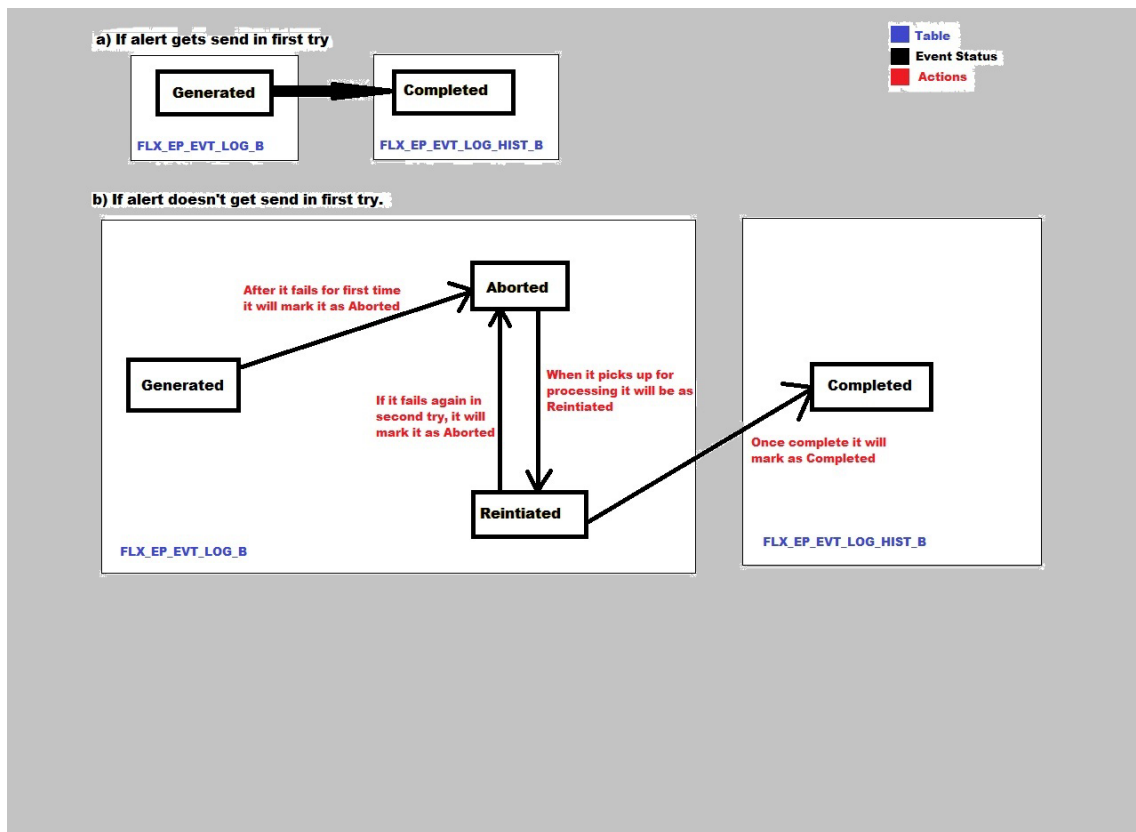 a) If alert gets send in first try
Table
Event Status
Actions
Generated
Completed
FLX_EP_EVT_LOG_B
FLX_EP_EVT_LOG_HIST_B
b) If alert doesn't get send in first try.
After it fails for first time
it will mark it as Aborted
Aborted
Generated
If it fails again in
second try, it will
mark it as Aborted
When it picks up for
processing it will be as
Reintiated
Completed
Once complete it will
mark as Completed
Reintiated
FLX_EP_EVT_LOG_B
FLX_EP_EVT_LOG_HIST_B